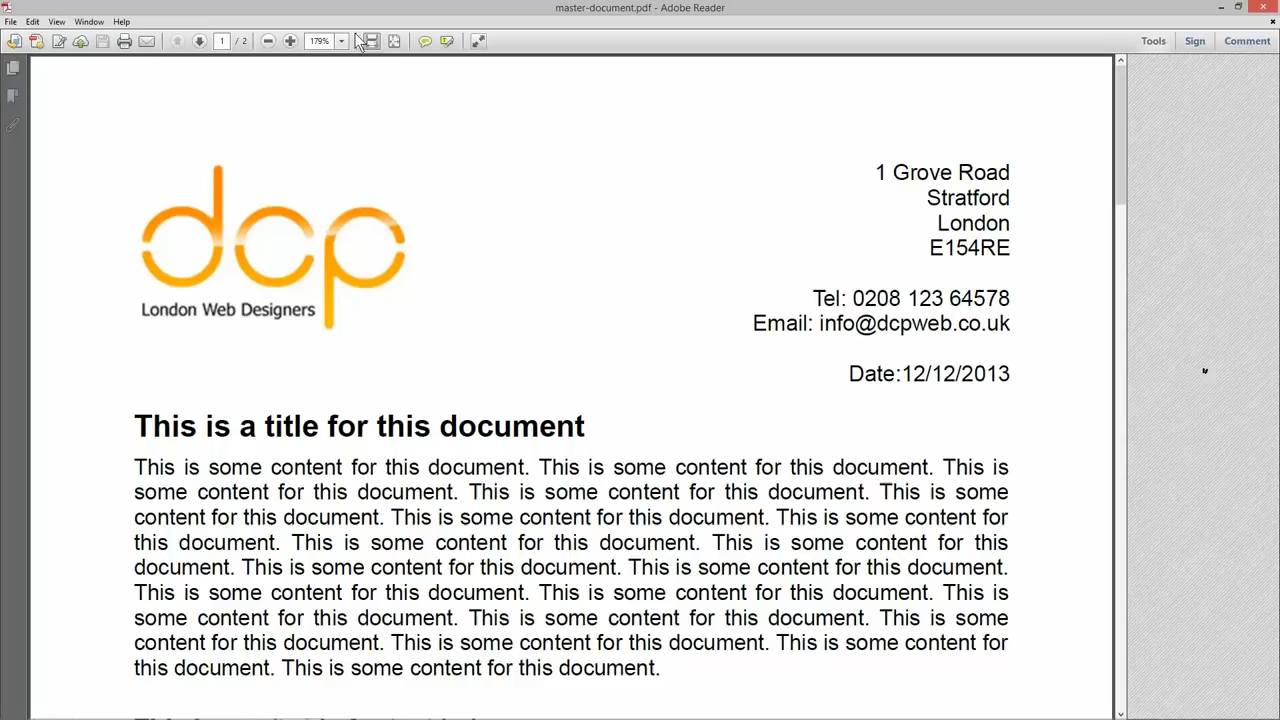 master-document.pdf - Adobe Reader
File Edit View Window Help
1 / 2 179% Tools Sign Comment
dcp
London Web Designers
1 Grove Road
Stratford
London
E154RE
Tel: 0208 123 64578
Email: info@dcpweb.co.uk
Date:12/12/2013
This is a title for this document
This is some content for this document. This is some content for this document. This is
some content for this document. This is some content for this document. This is some
content for this document. This is some content for this document. This is some content for
this document. This is some content for this document. This is some content for this
document. This is some content for this document. This is some content for this document.
This is some content for this document. This is some content for this document. This is
some content for this document. This is some content for this document. This is some
content for this document. This is some content for this document. This is some content for
this document. This is some content for this document.